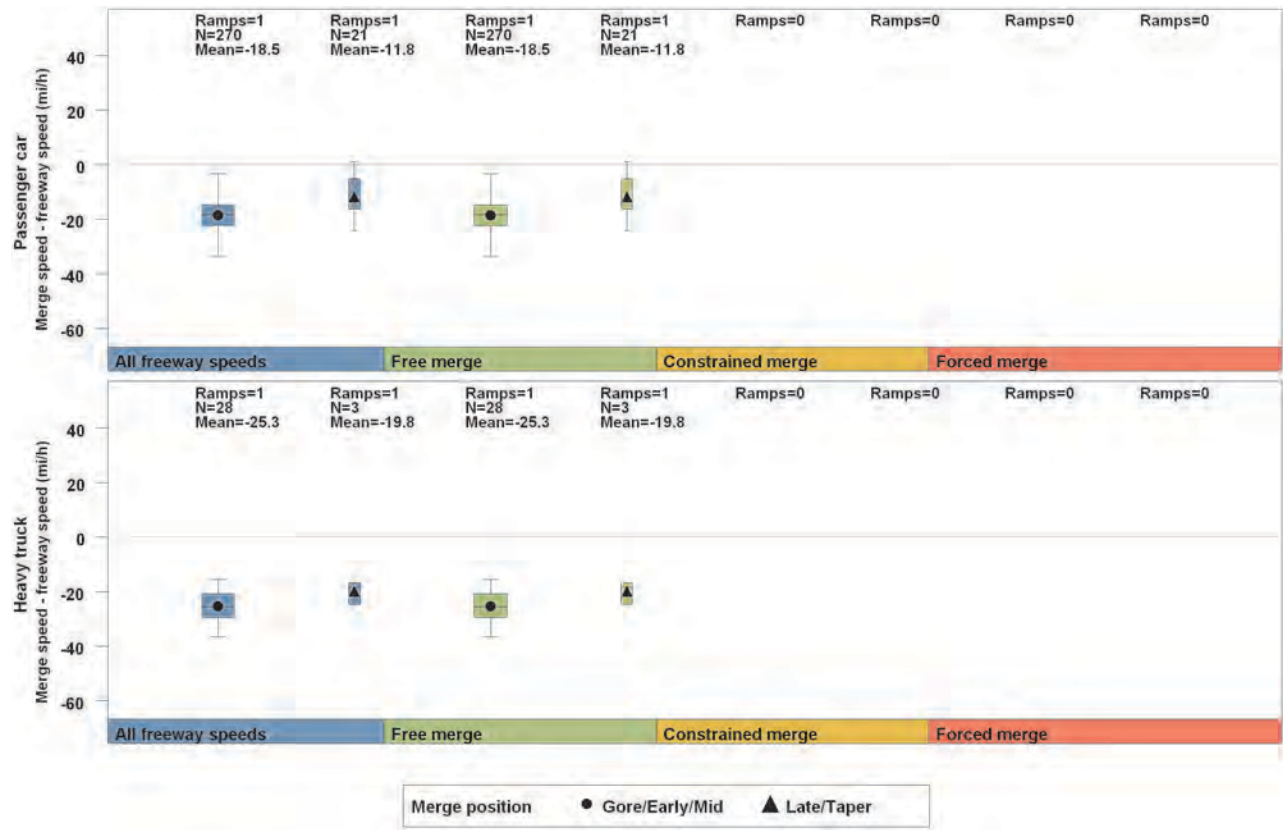 Ramps=1 Ramps=1 Ramps=1 Ramps=1 Ramps=0 Ramps=0 Ramps=0 Ramps=0
N=270 N=21 N=270 N=21
Mean=-18.5 Mean=-11.8 Mean=-18.5 Mean=-11.8
Passenger car
Merge speed - freeway speed (mi/h)
40
20
0
-20
-40
-60
All freeway speeds Free merge Constrained merge Forced merge
Ramps=1 Ramps=1 Ramps=1 Ramps=1 Ramps=0 Ramps=0 Ramps=0 Ramps=0
N=28 N=3 N=28 N=3
Mean=-25.3 Mean=-19.8 Mean=-25.3 Mean=-19.8
Heavy truck
Merge speed - freeway speed (mi/h)
40
20
0
-20
-40
-60
All freeway speeds Free merge Constrained merge Forced merge
Merge position Gore/Early/Mid Late/Taper